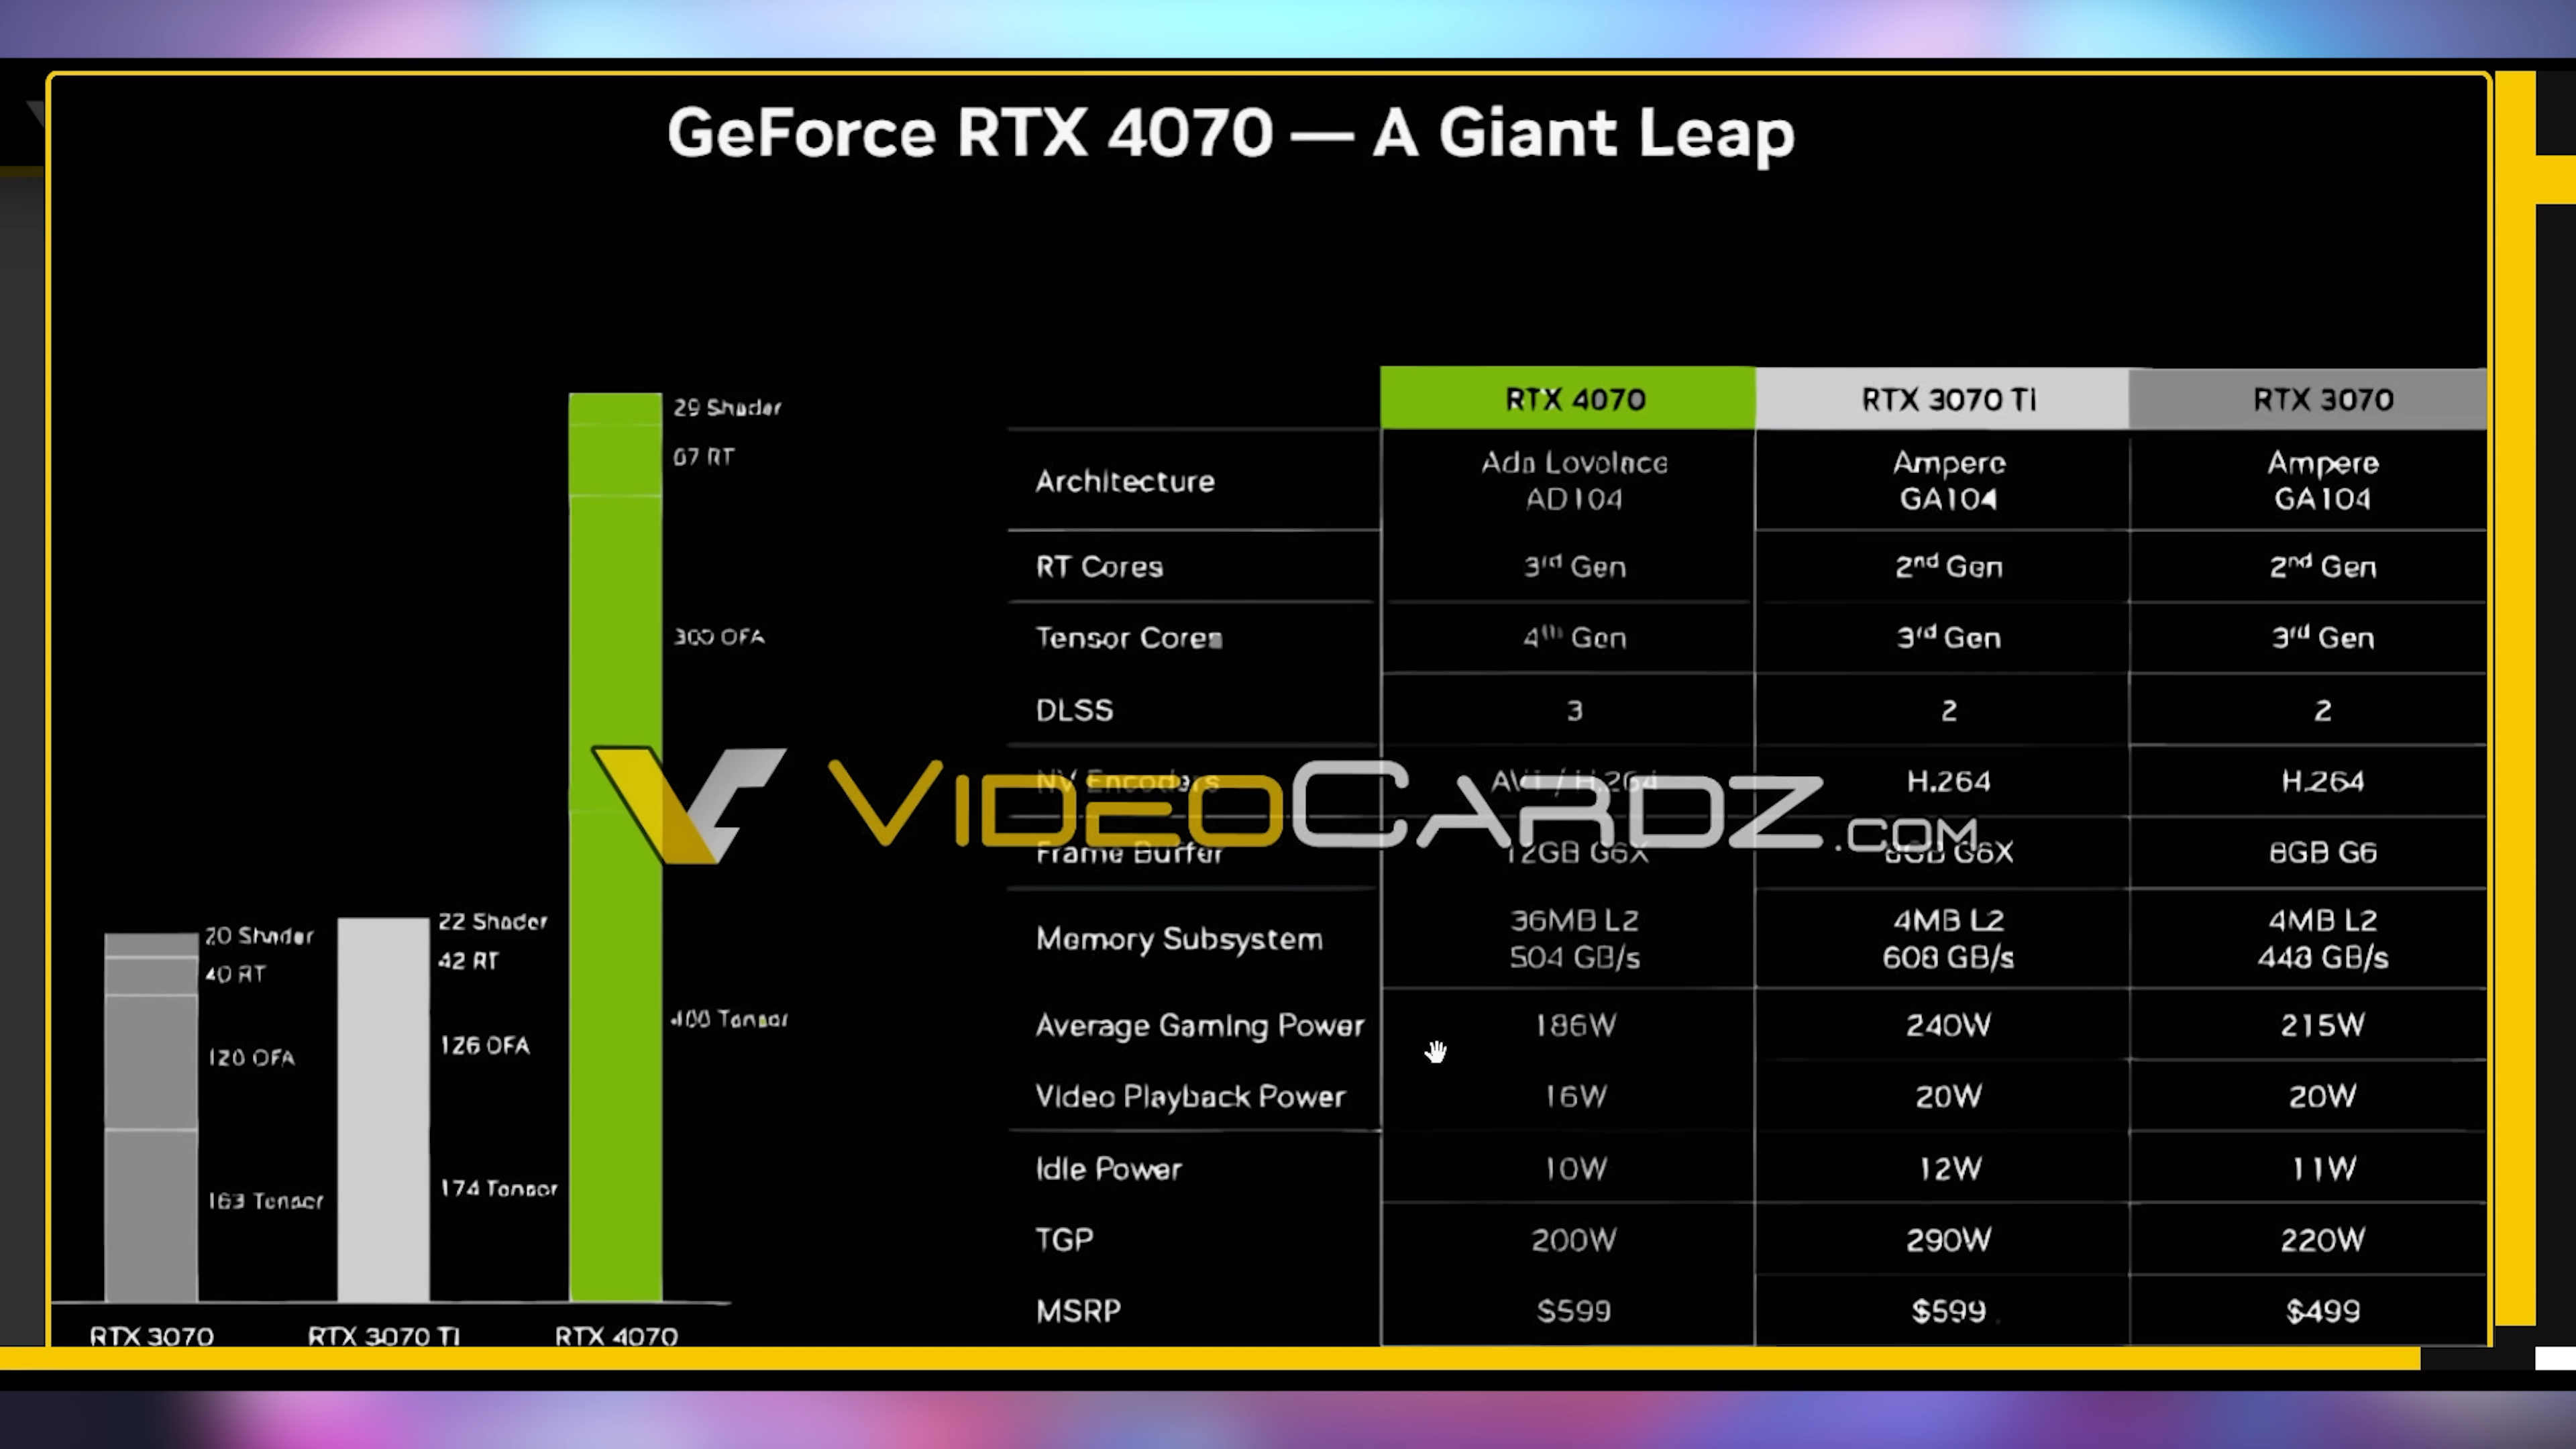 GeForce RTX 4070 — A Giant Leap
29 Shader
67 RT
300 OFA
400 Tensor
20 Shader
40 RT
120 OFA
163 Tensor
22 Shader
42 RT
126 OFA
174 Tensor
RTX 3070 RTX 3070 Ti RTX 4070
RTX 4070 RTX 3070 Ti RTX 3070
Architecture Ada Lovelace AD104 Ampere GA104 Ampere GA104
RT Cores 3rd Gen 2nd Gen 2nd Gen
Tensor Cores 4th Gen 3rd Gen 3rd Gen
DLSS 3 2 2
NV Encoders AV1 / H.264 H.264 H.264
VIDEOCARDZ.COM
Frame Buffer 12GB G6X 8GB G6X 8GB G6
Memory Subsystem 36MB L2 504 GB/s 4MB L2 608 GB/s 4MB L2 448 GB/s
Average Gaming Power 186W 240W 215W
Video Playback Power 16W 20W 20W
Idle Power 10W 12W 11W
TGP 200W 290W 220W
MSRP $599 $599 $499